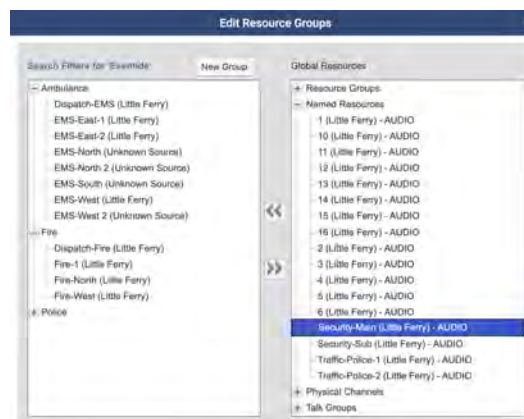 Edit Resource Groups
Search Filters for 'Eventide'
New Group
Ambulance
Dispatch-EMS (Little Ferry)
EMS-East-1 (Little Ferry)
EMS-East-2 (Little Ferry)
EMS-North (Unknown Source)
EMS-North 2 (Unknown Source)
EMS-South (Unknown Source)
EMS-West (Little Ferry)
EMS-West 2 (Unknown Source)
Fire
Dispatch-Fire (Little Ferry)
Fire-1 (Little Ferry)
Fire-North (Little Ferry)
Fire-West (Little Ferry)
Police
Global Resources
Resource Groups
Named Resources
1 (Little Ferry) - AUDIO
10 (Little Ferry) - AUDIO
11 (Little Ferry) - AUDIO
12 (Little Ferry) - AUDIO
13 (Little Ferry) - AUDIO
14 (Little Ferry) - AUDIO
15 (Little Ferry) - AUDIO
16 (Little Ferry) - AUDIO
2 (Little Ferry) - AUDIO
3 (Little Ferry) - AUDIO
4 (Little Ferry) - AUDIO
5 (Little Ferry) - AUDIO
6 (Little Ferry) - AUDIO
Security-Main (Little Ferry) - AUDIO
Security-Sub (Little Ferry) - AUDIO
Traffic-Police-1 (Little Ferry) - AUDIO
Traffic-Police-2 (Little Ferry) - AUDIO
Physical Channels
Talk Groups